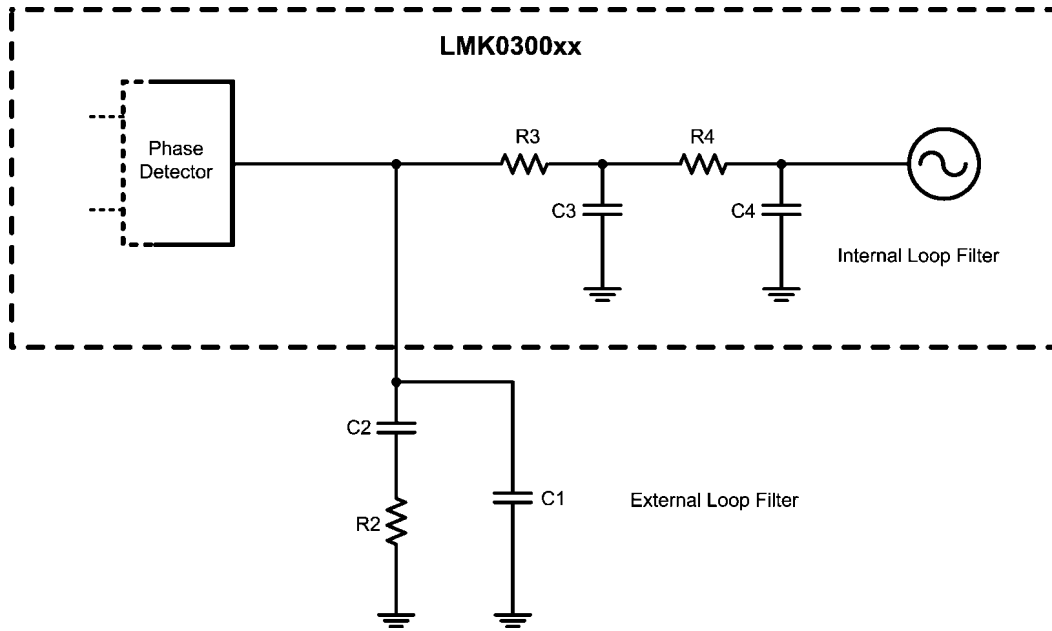 LMK0300xx
Phase
Detector
R3
R4
C3
C4
Internal Loop Filter
C2
R2
C1
External Loop Filter